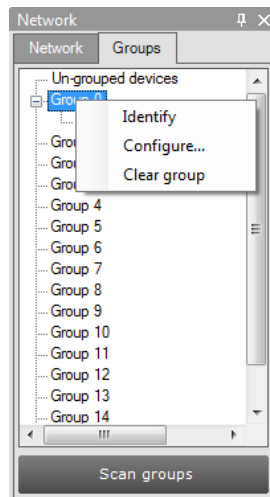 Network
Network
Groups
Un-grouped devices
Group 0
Identify
Configure...
Clear group
Group 4
Group 5
Group 6
Group 7
Group 8
Group 9
Group 10
Group 11
Group 12
Group 13
Group 14
Scan groups